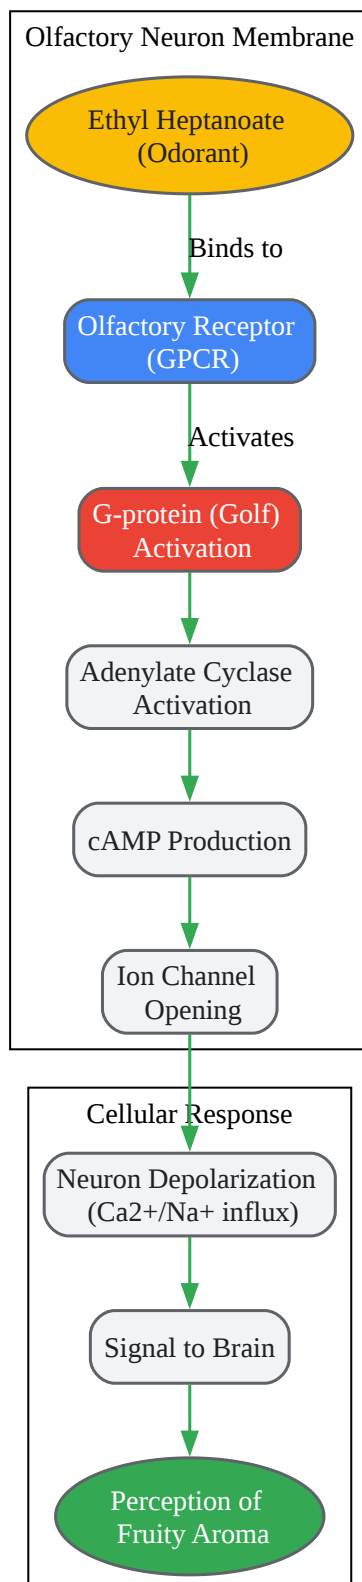 Olfactory Neuron Membrane
Ethyl Heptanoate
(Odorant)
Binds to
Olfactory Receptor
(GPCR)
Activates
G-protein (Golf)
Activation
Adenylate Cyclase
Activation
cAMP Production
Ion Channel
Opening
Cellular Response
Neuron Depolarization
(Ca2+/Na+ influx)
Signal to Brain
Perception of
Fruity Aroma